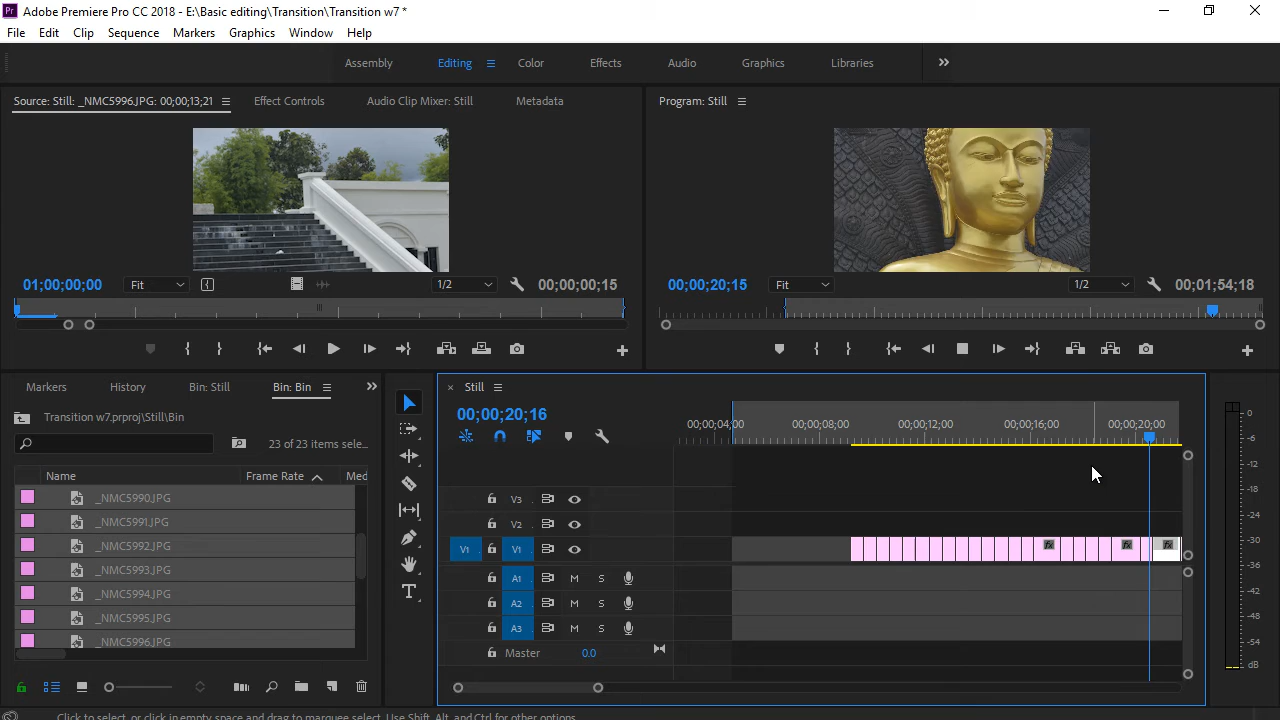 Pr Adobe Premiere Pro CC 2018 - E:\Basic editing\Transition\Transition w7 *
File Edit Clip Sequence Markers Graphics Window Help
Assembly Editing Color Effects Audio Graphics Libraries
Source: Still: _NMC5996.JPG: 00;00;13;21 Effect Controls Audio Clip Mixer: Still Metadata
Program: Still
01;00;00;00 Fit 1/2 00;00;00;15
00;00;20;15 Fit 1/2 00;01;54;18
Markers History Bin: Still Bin: Bin
Transition w7.prproj\Still\Bin
23 of 23 items sele...
Name Frame Rate Med
_NMC5990.JPG
_NMC5991.JPG
_NMC5992.JPG
_NMC5993.JPG
_NMC5994.JPG
_NMC5995.JPG
_NMC5996.JPG
× Still
00;00;20;16
00;00;04;00 00;00;08;00 00;00;12;00 00;00;16;00 00;00;20;00
V3
V2
V1 V1 fx fx fx
A1 M S
A2 M S
A3 M S
Master 0.0
0
-6
-12
-18
-24
-30
-36
-42
-48
-54
dB
Click to select, or click in empty space and drag to marquee select. Use Shift, Alt, and Ctrl for other options.